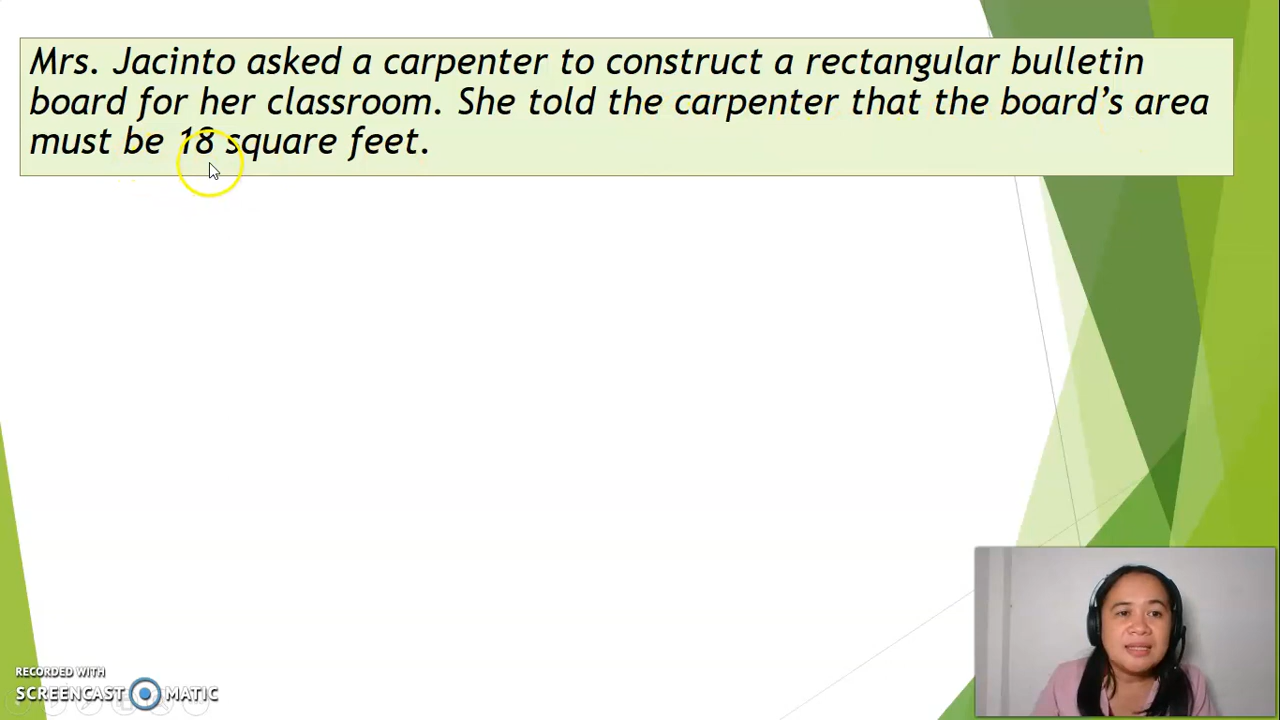 Mrs. Jacinto asked a carpenter to construct a rectangular bulletin
board for her classroom. She told the carpenter that the board’s area
must be 18 square feet.
RECORDED WITH
SCREENCAST MATIC